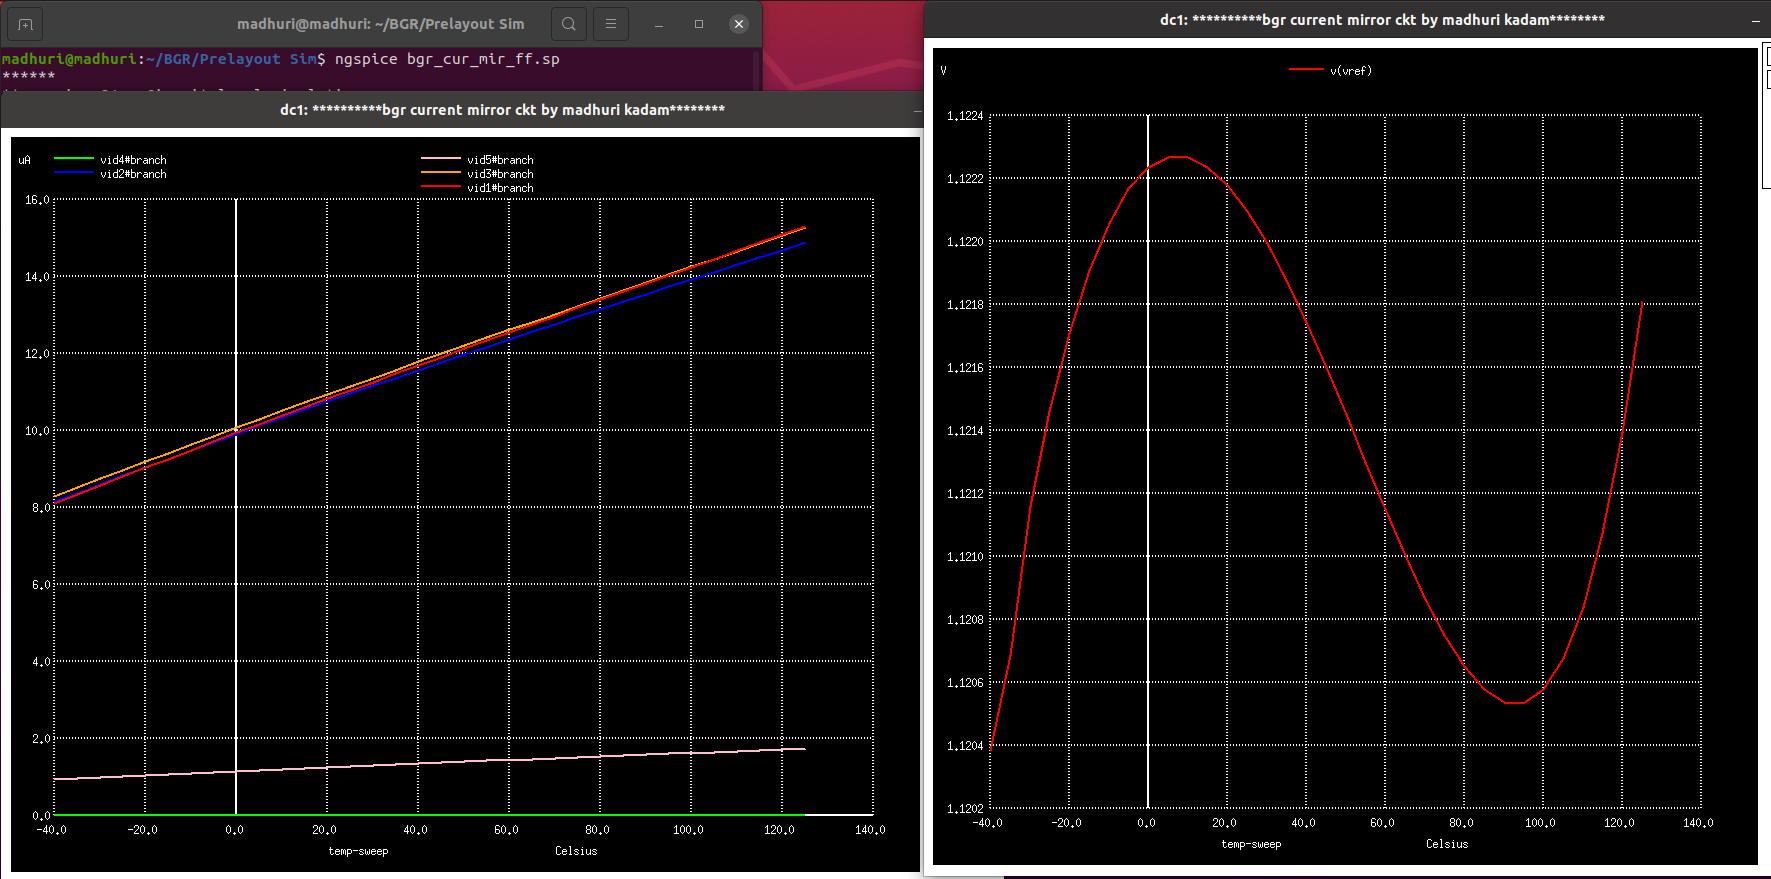 madhuri@madhuri: ~/BGR/Prelayout Sim
madhuri@madhuri:~/BGR/Prelayout Sim$ ngspice bgr_cur_mir_ff.sp
******
dc1: **********bgr current mirror ckt by madhuri kadam********
uA
vid4#branch
vid2#branch
vid5#branch
vid3#branch
vid1#branch
16.0
14.0
12.0
10.0
8.0
6.0
4.0
2.0
0.0
-40.0 -20.0 0.0 20.0 40.0 60.0 80.0 100.0 120.0 140.0
temp-sweep Celsius
dc1: **********bgr current mirror ckt by madhuri kadam********
V
v(vref)
1.1224
1.1222
1.1220
1.1218
1.1216
1.1214
1.1212
1.1210
1.1208
1.1206
1.1204
1.1202
-40.0 -20.0 0.0 20.0 40.0 60.0 80.0 100.0 120.0 140.0
temp-sweep Celsius